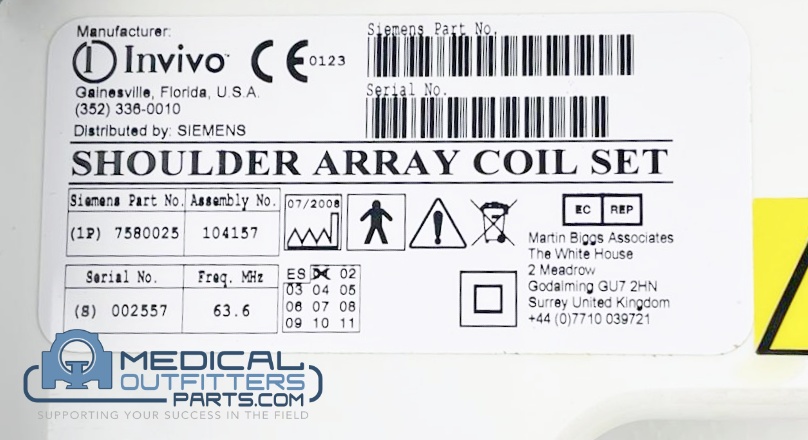 Manufacturer:
Invivo™ CE 0123
Gainesville, Florida, U.S.A.
(352) 336-0010
Distributed by: SIEMENS
Siemens Part No.
Serial No.
SHOULDER ARRAY COIL SET
Siemens Part No. Assembly No.
(1P) 7580025 104157
Serial No. Freq. MHz
(S) 002557 63.6
07/2008
ES 02
03 04 05
06 07 08
09 10 11
EC REP
Martin Biggs Associates
The White House
2 Meadrow
Godalming GU7 2HN
Surrey United Kingdom
+44 (0)7710 039721
MEDICAL
OUTFITTERS
PARTS.COM
SUPPORTING YOUR SUCCESS IN THE FIELD